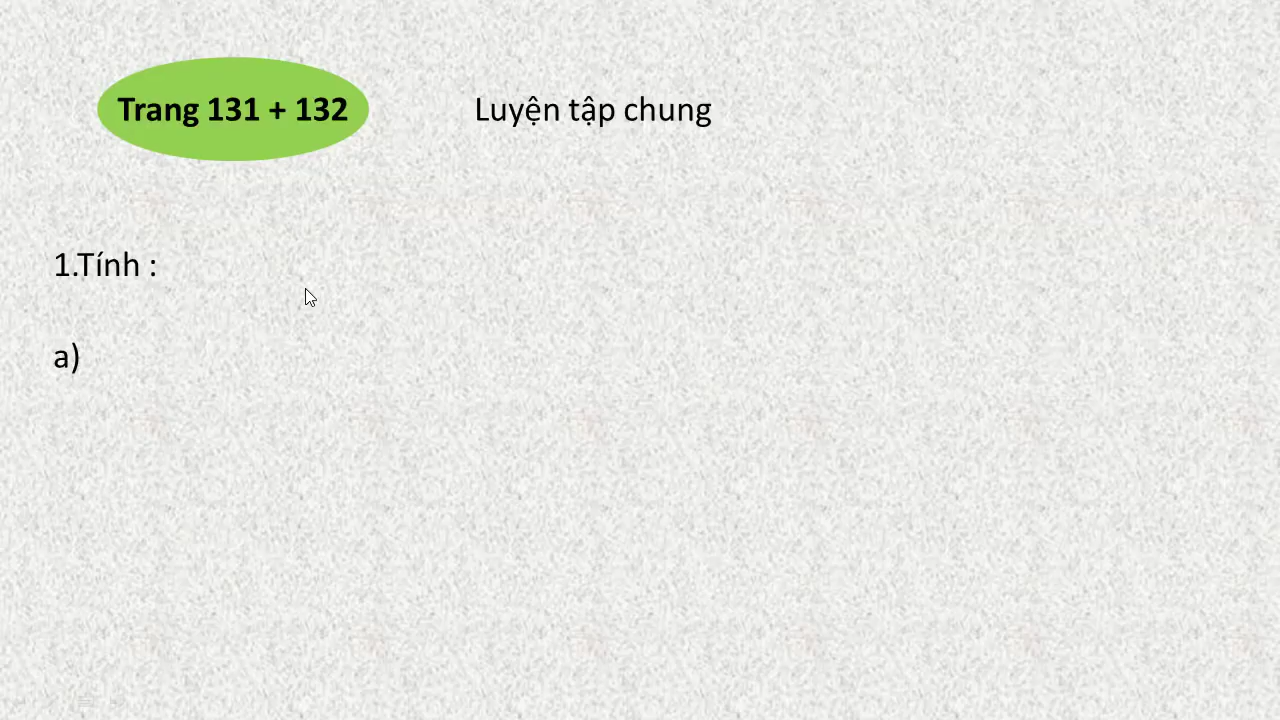 Trang 131 + 132
Luyện tập chung
1.Tính :
a)